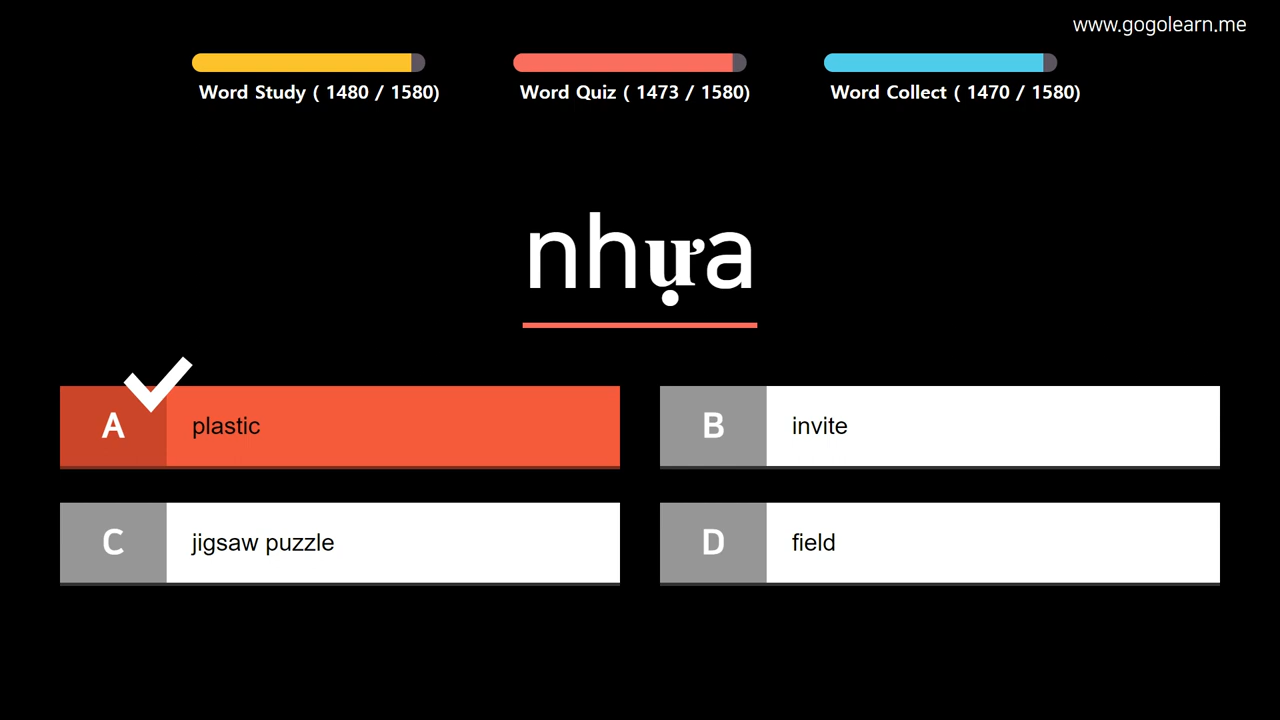 www.gogolearn.me
Word Study ( 1480 / 1580)
Word Quiz ( 1473 / 1580)
Word Collect ( 1470 / 1580)
nhựa
A plastic
B invite
C jigsaw puzzle
D field